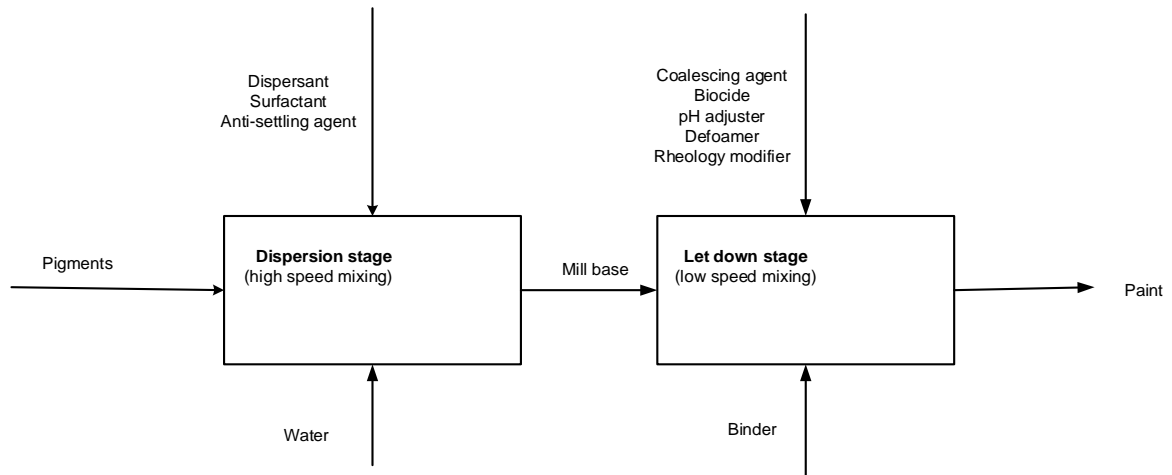 Dispersant
Surfactant
Anti-settling agent
Coalescing agent
Biocide
pH adjuster
Defoamer
Rheology modifier
Pigments
Dispersion stage
(high speed mixing)
Mill base
Let down stage
(low speed mixing)
Paint
Water
Binder